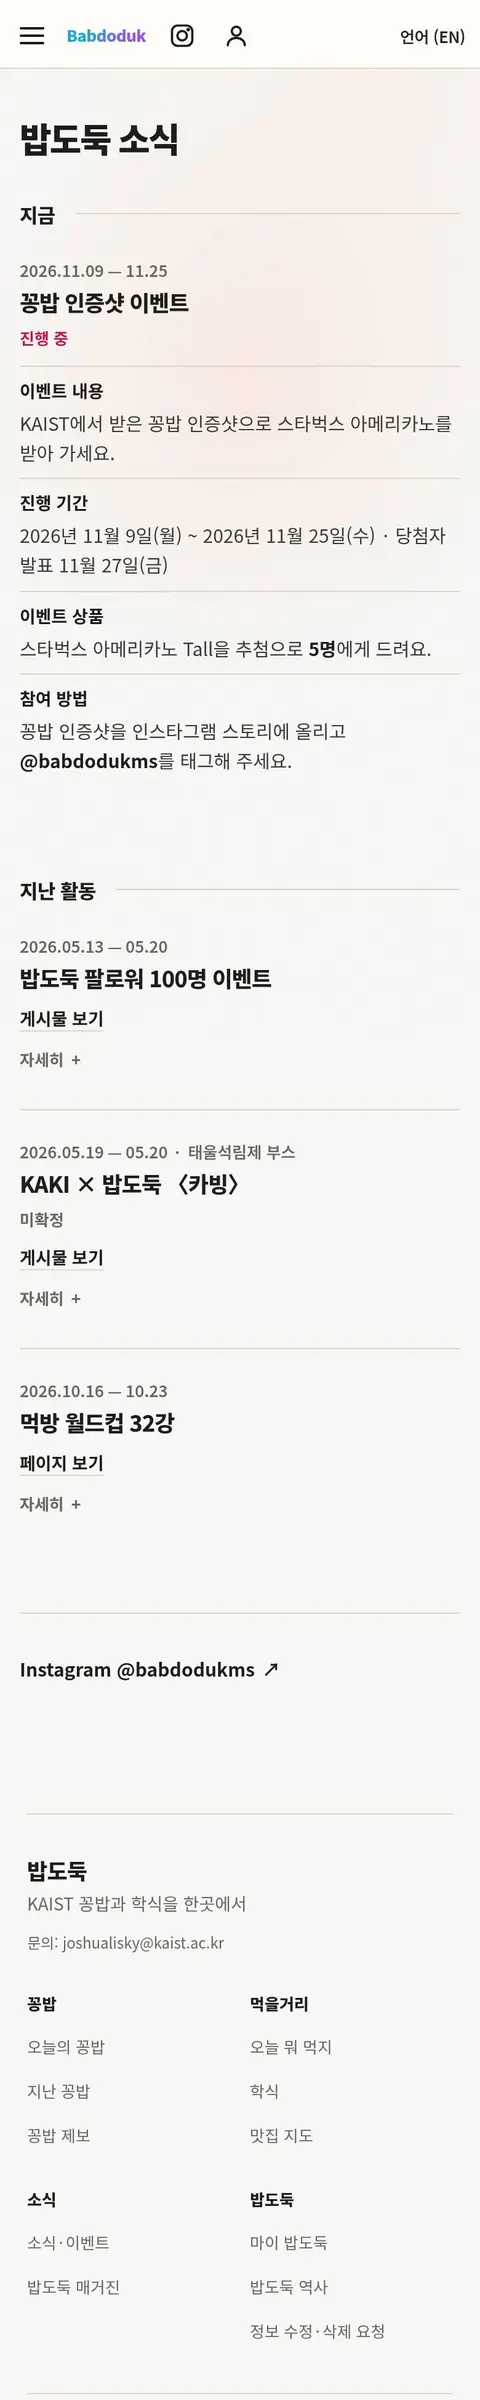 Babdoduk
언어 (EN)
밥도둑 소식
지금
2026.11.09 — 11.25
꽁밥 인증샷 이벤트
진행 중
이벤트 내용
KAIST에서 받은 꽁밥 인증샷으로 스타벅스 아메리카노를
받아 가세요.
진행 기간
2026년 11월 9일(월) ~ 2026년 11월 25일(수) · 당첨자
발표 11월 27일(금)
이벤트 상품
스타벅스 아메리카노 Tall을 추첨으로 5명에게 드려요.
참여 방법
꽁밥 인증샷을 인스타그램 스토리에 올리고
@babdodukms를 태그해 주세요.
지난 활동
2026.05.13 — 05.20
밥도둑 팔로워 100명 이벤트
게시물 보기
자세히 +
2026.05.19 — 05.20 · 태울석림제 부스
KAKI × 밥도둑 〈카빙〉
미확정
게시물 보기
자세히 +
2026.10.16 — 10.23
먹방 월드컵 32강
페이지 보기
자세히 +
Instagram @babdodukms ↗
밥도둑
KAIST 꽁밥과 학식을 한곳에서
문의: joshualisky@kaist.ac.kr
꽁밥
오늘의 꽁밥
지난 꽁밥
꽁밥 제보
먹을거리
오늘 뭐 먹지
학식
맛집 지도
소식
소식·이벤트
밥도둑 매거진
밥도둑
마이 밥도둑
밥도둑 역사
정보 수정·삭제 요청